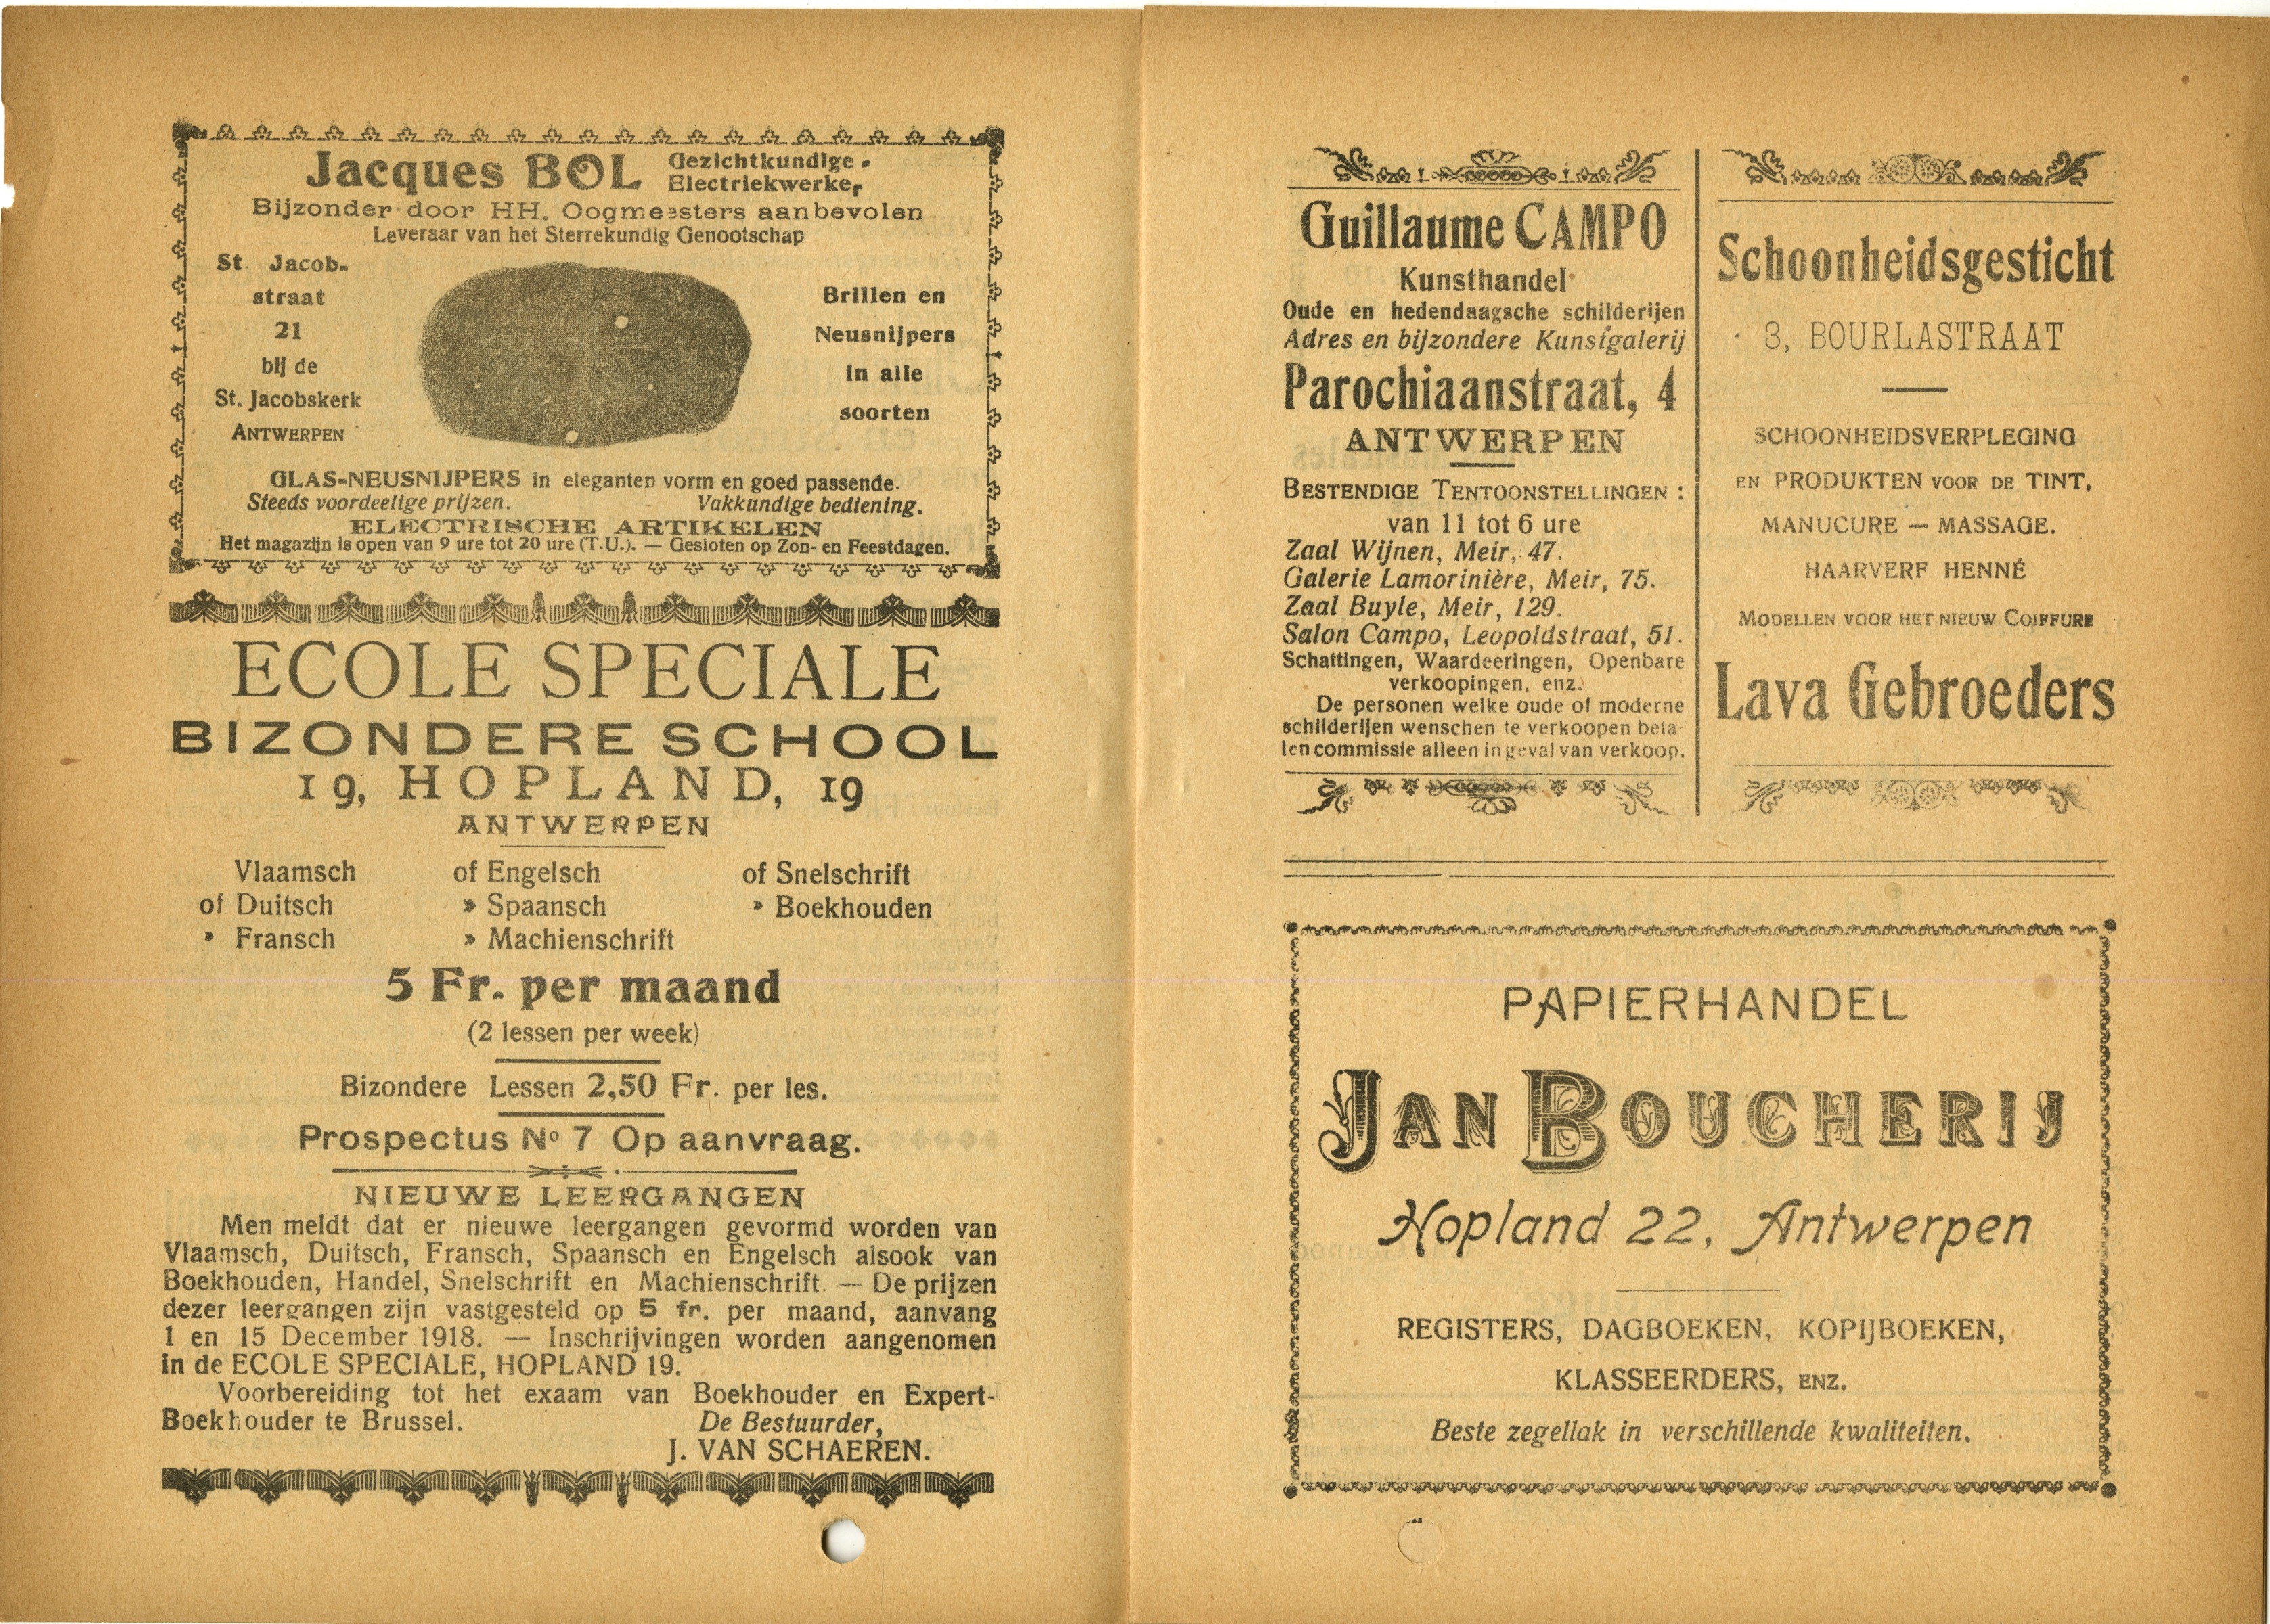 Jacques BOL
Gezichtkundige -
Electriekwerker
Bijzonder door HH. Oogmeesters aanbevolen
Leveraar van het Sterrekundig Genootschap
St. Jacob-
straat
21
bij de
St. Jacobskerk
ANTWERPEN
Brillen en
Neusnijpers
in alle
soorten
GLAS-NEUSNIJPERS in eleganten vorm en goed passende.
Steeds voordeelige prijzen. Vakkundige bediening.
ELECTRISCHE ARTIKELEN
Het magazijn is open van 9 ure tot 20 ure (T.U.). — Gesloten op Zon- en Feestdagen.
ECOLE SPECIALE
BIZONDERE SCHOOL
19, HOPLAND, 19
ANTWERPEN
Vlaamsch of Engelsch of Snelschrift
of Duitsch » Spaansch » Boekhouden
» Fransch » Machienschrift
5 Fr. per maand
(2 lessen per week)
Bizondere Lessen 2,50 Fr. per les.
Prospectus Nº 7 Op aanvraag.
NIEUWE LEERGANGEN
Men meldt dat er nieuwe leergangen gevormd worden van
Vlaamsch, Duitsch, Fransch, Spaansch en Engelsch alsook van
Boekhouden, Handel, Snelschrift en Machienschrift. — De prijzen
dezer leergangen zijn vastgesteld op 5 fr. per maand, aanvang
1 en 15 December 1918. — Inschrijvingen worden aangenomen
in de ECOLE SPECIALE, HOPLAND 19.
Voorbereiding tot het exaam van Boekhouder en Expert-
Boekhouder te Brussel. De Bestuurder,
J. VAN SCHAEREN.
Guillaume CAMPO
Kunsthandel
Oude en hedendaagsche schilderijen
Adres en bijzondere Kunstgalerij
Parochiaanstraat, 4
ANTWERPEN
BESTENDIGE TENTOONSTELLINGEN :
van 11 tot 6 ure
Zaal Wijnen, Meir, 47.
Galerie Lamorinière, Meir, 75.
Zaal Buyle, Meir, 129.
Salon Campo, Leopoldstraat, 51.
Schattingen, Waardeeringen, Openbare
verkoopingen, enz.
De personen welke oude of moderne
schilderijen wenschen te verkoopen beta-
len commissie alleen in geval van verkoop.
Schoonheidsgesticht
3, BOURLASTRAAT
SCHOONHEIDSVERPLEGING
EN PRODUKTEN VOOR DE TINT,
MANUCURE — MASSAGE.
HAARVERF HENNÉ
MODELLEN VOOR HET NIEUW COIFFURE
Lava Gebroeders
PAPIERHANDEL
JAN BOUCHERIJ
Hopland 22, Antwerpen
REGISTERS, DAGBOEKEN, KOPIJBOEKEN,
KLASSEERDERS, ENZ.
Beste zegellak in verschillende kwaliteiten.